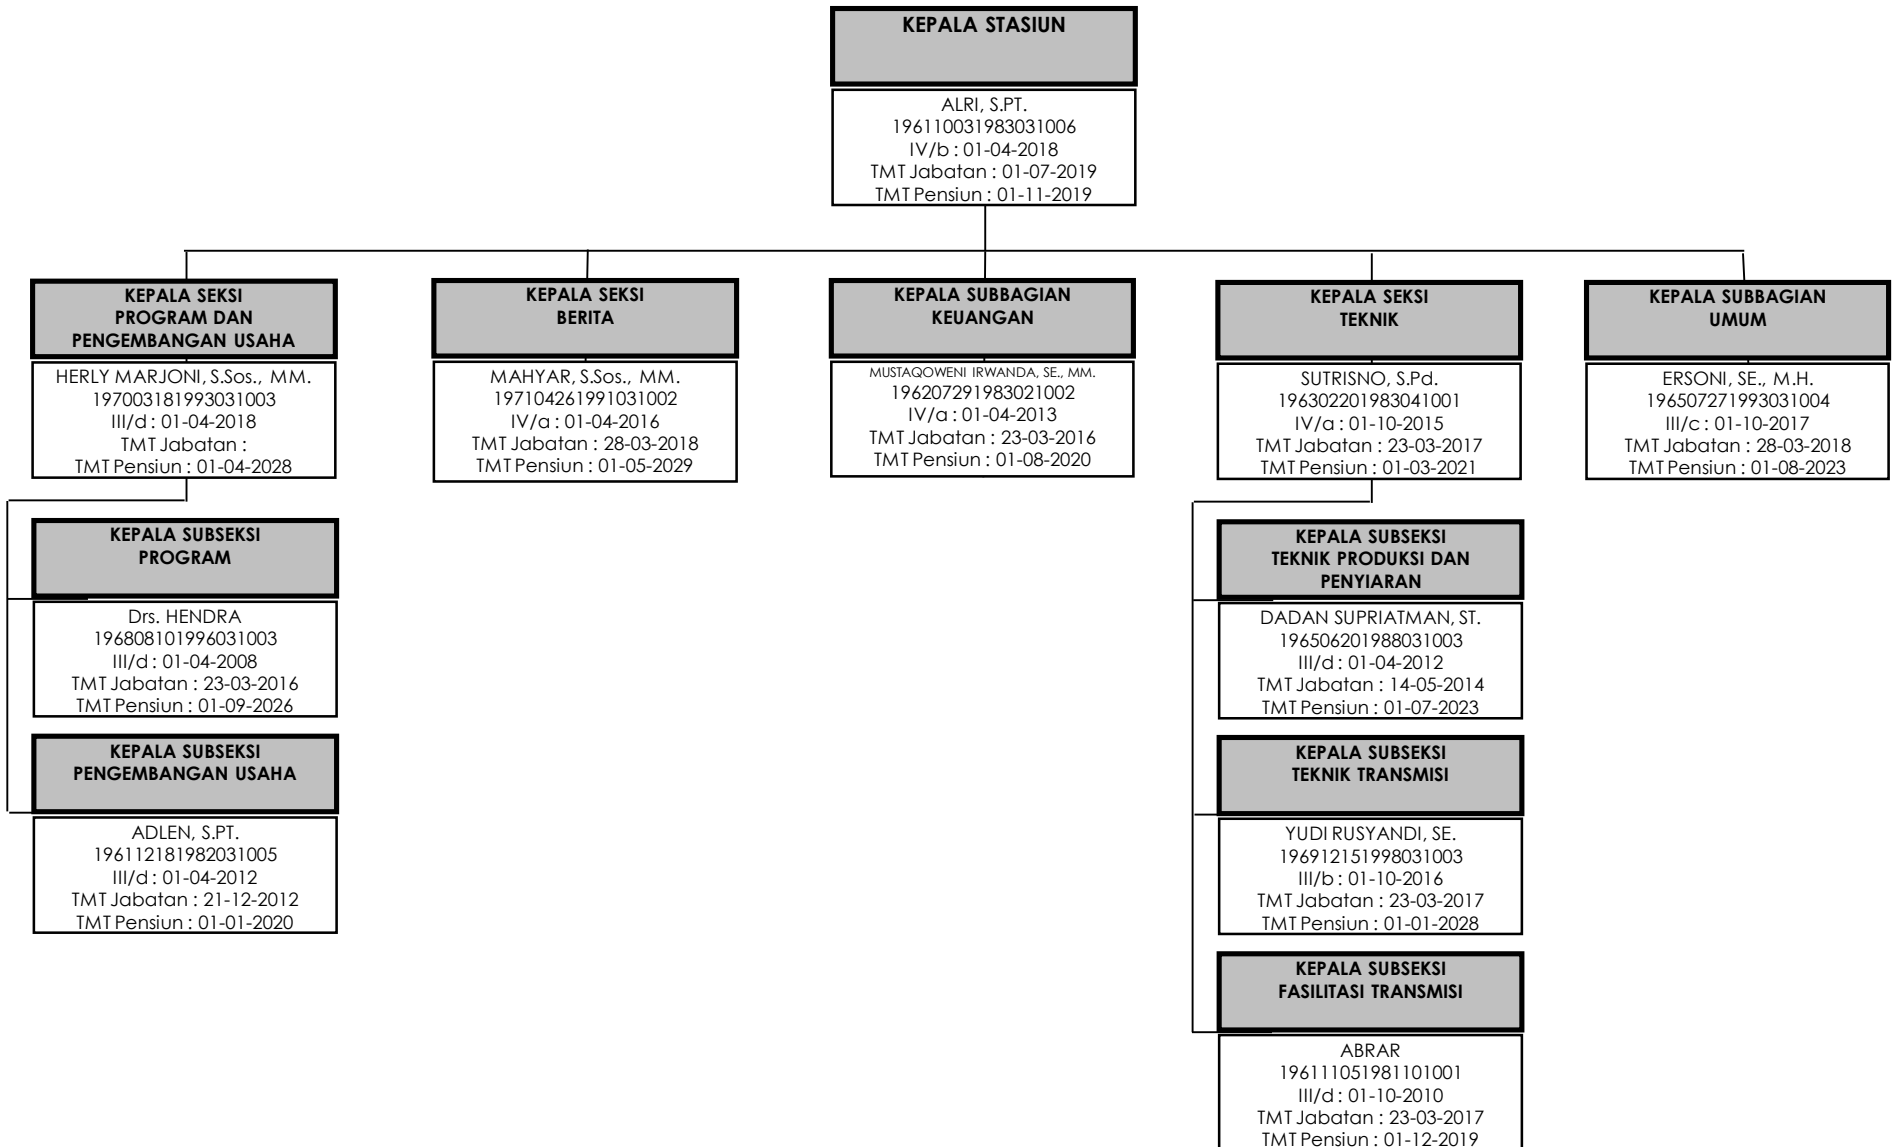 KEPALA STASIUN
ALRI, S.PT.
196110031983031006
IV/b : 01-04-2018
TMT Jabatan : 01-07-2019
TMT Pensiun : 01-11-2019
KEPALA SEKSI
PROGRAM DAN
PENGEMBANGAN USAHA
HERLY MARJONI, S.Sos., MM.
197003181993031003
III/d : 01-04-2018
TMT Jabatan :
TMT Pensiun : 01-04-2028
KEPALA SEKSI
BERITA
MAHYAR, S.Sos., MM.
197104261991031002
IV/a : 01-04-2016
TMT Jabatan : 28-03-2018
TMT Pensiun : 01-05-2029
KEPALA SUBBAGIAN
KEUANGAN
MUSTAQOWENI IRWANDA, SE., MM.
196207291983021002
IV/a : 01-04-2013
TMT Jabatan : 23-03-2016
TMT Pensiun : 01-08-2020
KEPALA SEKSI
TEKNIK
SUTRISNO, S.Pd.
196302201983041001
IV/a : 01-10-2015
TMT Jabatan : 23-03-2017
TMT Pensiun : 01-03-2021
KEPALA SUBBAGIAN
UMUM
ERSONI, SE., M.H.
196507271993031004
III/c : 01-10-2017
TMT Jabatan : 28-03-2018
TMT Pensiun : 01-08-2023
KEPALA SUBSEKSI
PROGRAM
Drs. HENDRA
196808101996031003
III/d : 01-04-2008
TMT Jabatan : 23-03-2016
TMT Pensiun : 01-09-2026
KEPALA SUBSEKSI
PENGEMBANGAN USAHA
ADLEN, S.PT.
196112181982031005
III/d : 01-04-2012
TMT Jabatan : 21-12-2012
TMT Pensiun : 01-01-2020
KEPALA SUBSEKSI
TEKNIK PRODUKSI DAN
PENYIARAN
DADAN SUPRIATMAN, ST.
196506201988031003
III/d : 01-04-2012
TMT Jabatan : 14-05-2014
TMT Pensiun : 01-07-2023
KEPALA SUBSEKSI
TEKNIK TRANSMISI
YUDI RUSYANDI, SE.
196912151998031003
III/b : 01-10-2016
TMT Jabatan : 23-03-2017
TMT Pensiun : 01-01-2028
KEPALA SUBSEKSI
FASILITASI TRANSMISI
ABRAR
196111051981101001
III/d : 01-10-2010
TMT Jabatan : 23-03-2017
TMT Pensiun : 01-12-2019